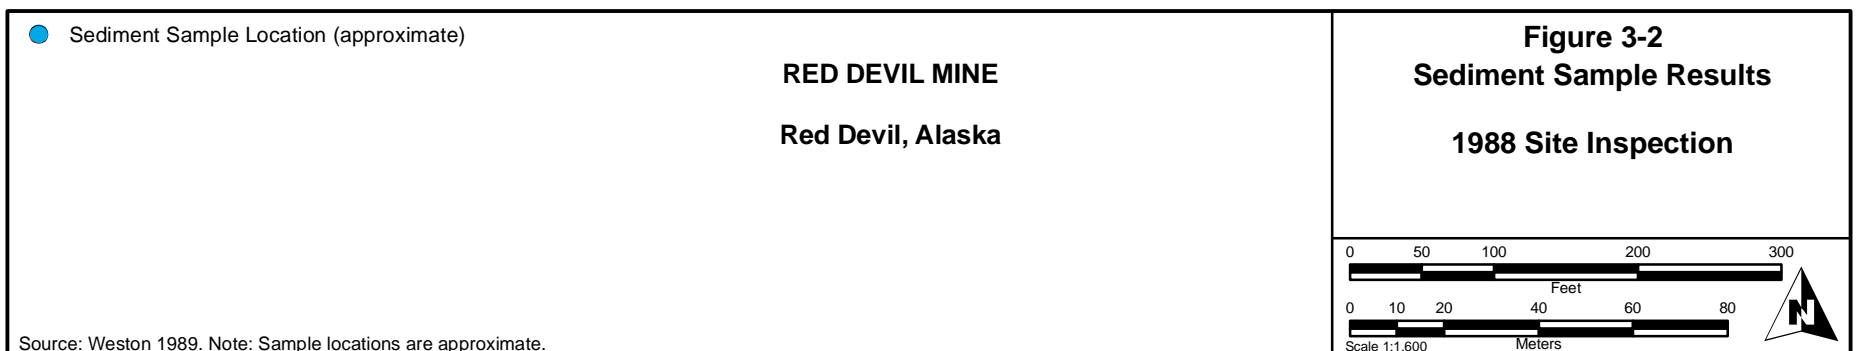 Sediment Sample Location (approximate)
RED DEVIL MINE
Red Devil, Alaska
Source: Weston 1989. Note: Sample locations are approximate.
Figure 3-2
Sediment Sample Results
1988 Site Inspection
0 50 100 200 300
Feet
0 10 20 40 60 80
Meters
Scale 1:1,600
N